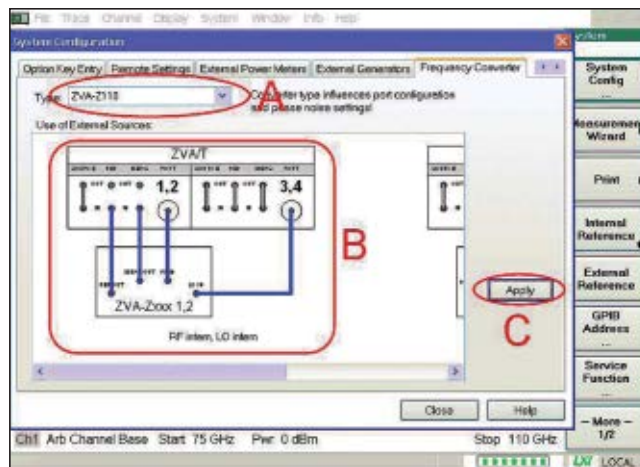 File Trace Channel Display System Window Info Help
System Configuration
Option Key Entry Remote Settings External Power Meters External Generators Frequency Converter
Type: ZVA-Z110
Converter type influences port configuration
and phase noise settings!
A
Use of External Sources:
ZVA/T
1,2
3,4
B
ZVA-Zxxx 1,2
RF intern, LO intern
Apply
C
Close
Help
Ch1 Arb Channel Base Start 75 GHz Pwr 0 dBm Stop 110 GHz
System
System
Config
...
Measurement
Wizard
Print
Internal
Reference
External
Reference
GPIB
Address
...
Service
Function
...
– More –
1/2
LXI LOCAL